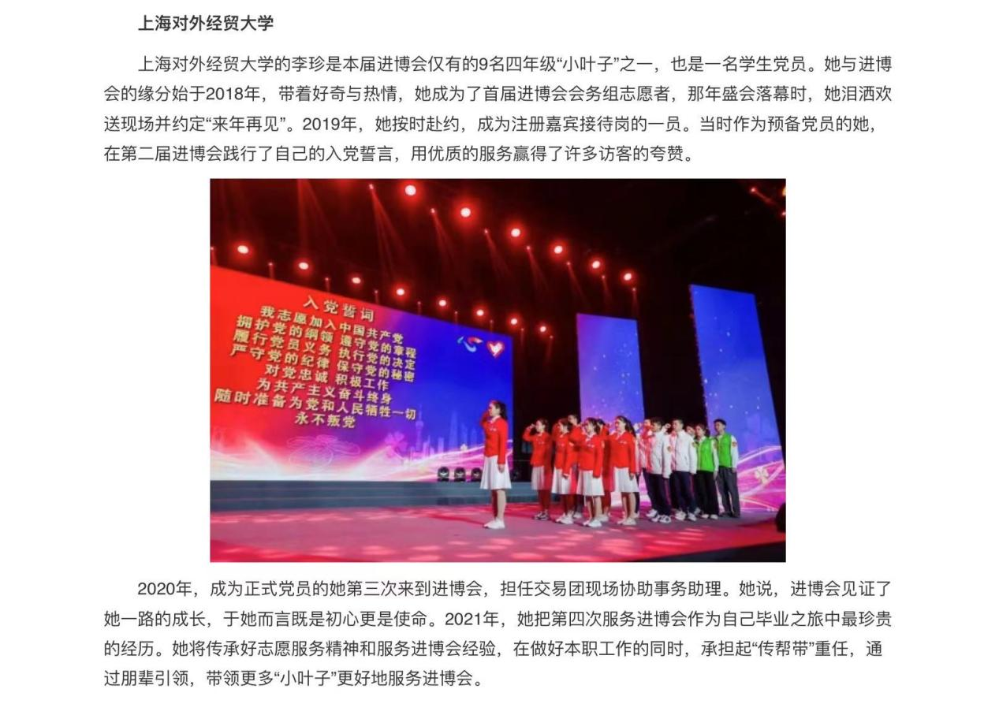 上海对外经贸大学
上海对外经贸大学的李珍是本届进博会仅有的9名四年级“小叶子”之一，也是一名学生党员。她与进博
会的缘分始于2018年，带着好奇与热情，她成为了首届进博会会务组志愿者，那年盛会落幕时，她泪洒欢
送现场并约定“来年再见”。2019年，她按时赴约，成为注册嘉宾接待岗的一员。当时作为预备党员的她，
在第二届进博会践行了自己的入党誓言，用优质的服务赢得了许多访客的夸赞。
入党誓词
我志愿加入中国共产党
拥护党的纲领 遵守党的章程
履行党员义务 执行党的决定
严守党的纪律 保守党的秘密
对党忠诚 积极工作
为共产主义奋斗终身
随时准备为党和人民牺牲一切
永不叛党
2020年，成为正式党员的她第三次来到进博会，担任交易团现场协助事务助理。她说，进博会见证了
她一路的成长，于她而言既是初心更是使命。2021年，她把第四次服务进博会作为自己毕业之旅中最珍贵
的经历。她将传承好志愿服务精神和服务进博会经验，在做好本职工作的同时，承担起“传帮带”重任，通
过朋辈引领，带领更多“小叶子”更好地服务进博会。